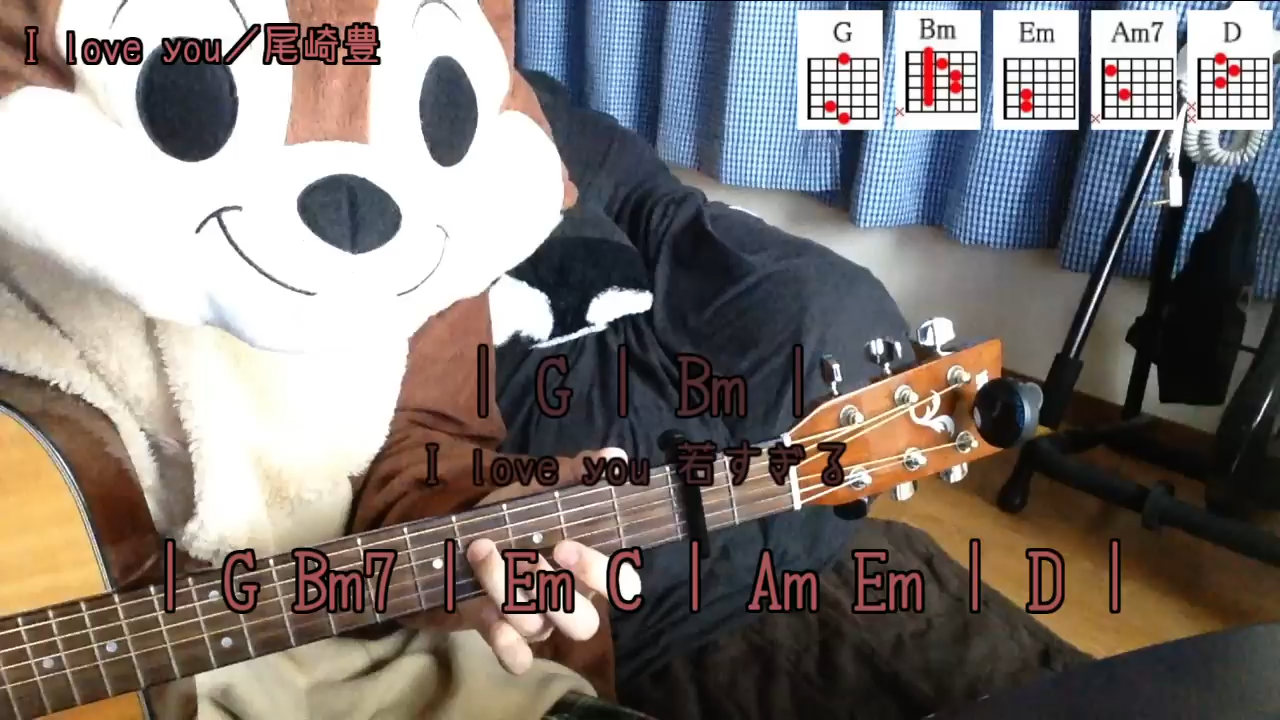 I love you／尾崎豊
G Bm Em Am7 D
| G | Bm |
I love you 若すぎる
| G Bm7 | Em C | Am Em | D |